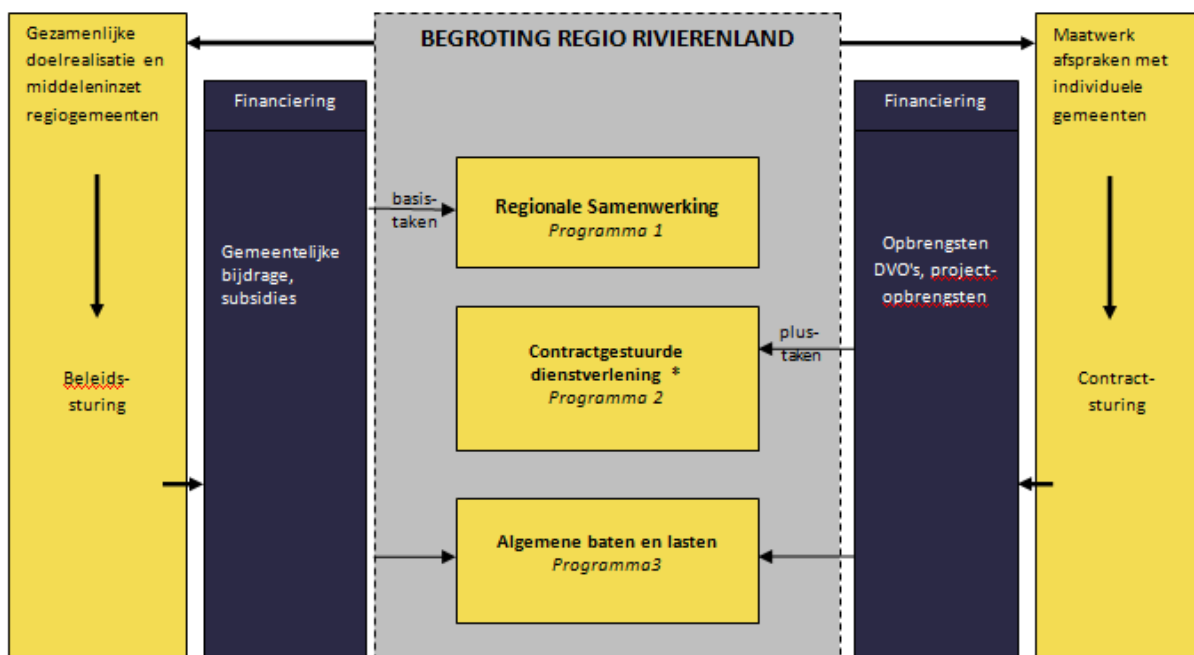 Gezamenlijke
doelrealisatie en
middeleninzet
regiogemeenten
Beleids-
sturing
Financiering
Gemeentelijke
bijdrage,
subsidies
BEGROTING REGIO RIVIERENLAND
basis-
taken
Regionale Samenwerking
Programma 1
Contractgestuurde
dienstverlening *
Programma 2
plus-
taken
Algemene baten en lasten
Programma3
Financiering
Opbrengsten
DVO's, project-
opbrengsten
Maatwerk
afspraken met
individuele
gemeenten
Contract-
sturing